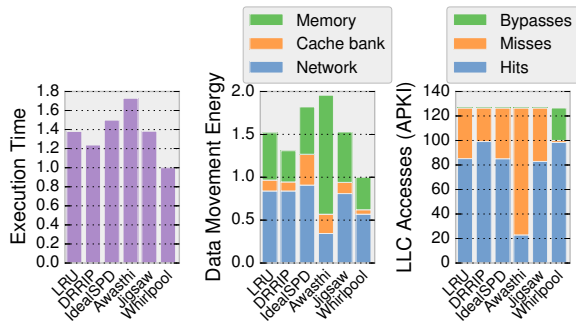 Memory
Cache bank
Network
Bypasses
Misses
Hits
Execution Time
1.8
1.6
1.4
1.2
1.0
0.8
0.6
0.4
0.2
0.0
LRU
DRRIP
IdealSPD
Awasthi
Jigsaw
Whirlpool
Data Movement Energy
2.0
1.5
1.0
0.5
0.0
LRU
DRRIP
IdealSPD
Awasthi
Jigsaw
Whirlpool
LLC Accesses (APKI)
140
120
100
80
60
40
20
0
LRU
DRRIP
IdealSPD
Awasthi
Jigsaw
Whirlpool